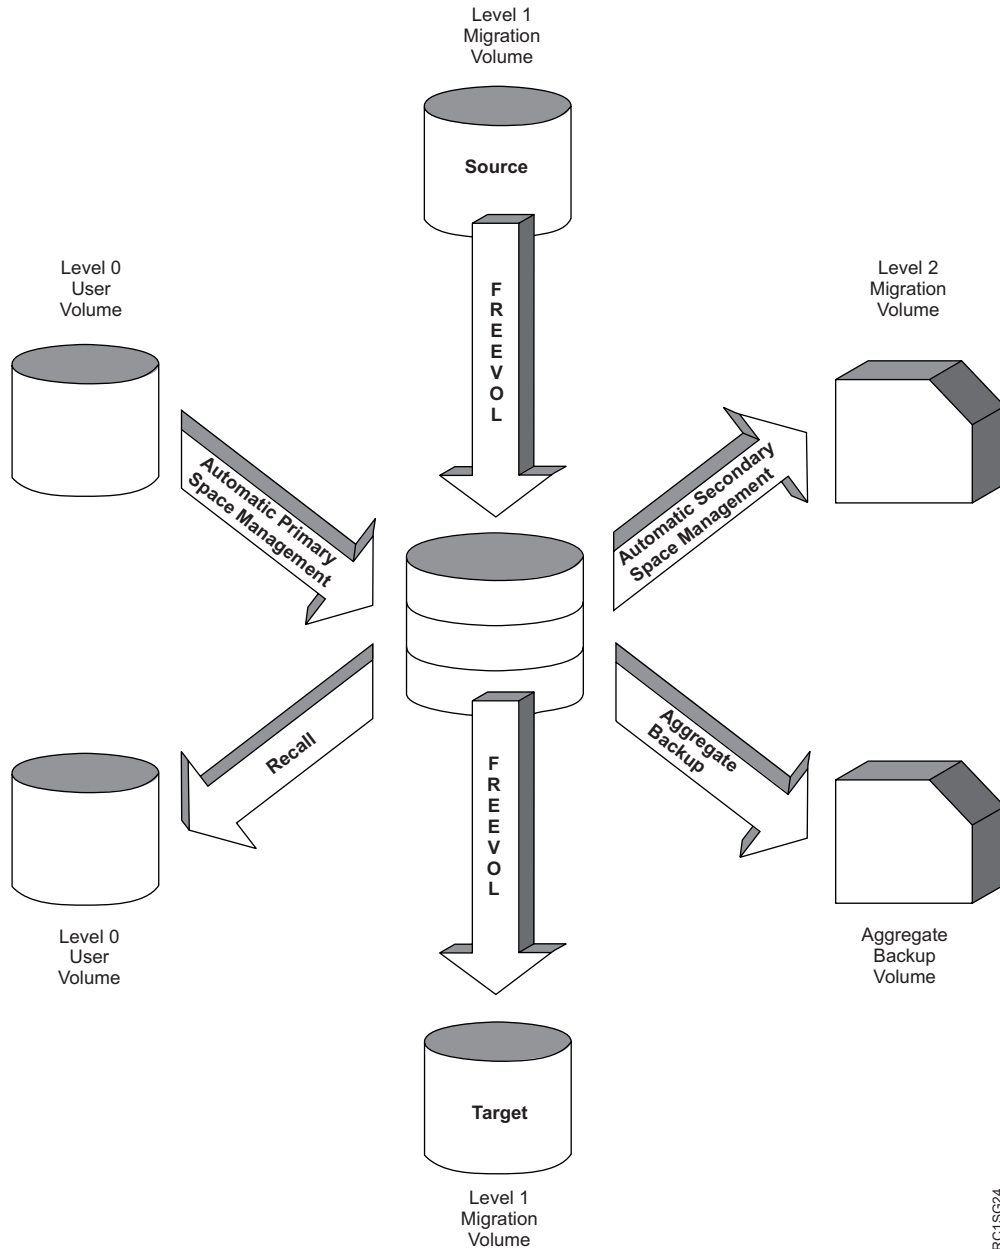 Level 1
Migration
Volume
Source
Level 0
User
Volume
Level 2
Migration
Volume
FREEVOL
Automatic Primary
Space Management
Automatic Secondary
Space Management
Recall
FREEVOL
Aggregate
Backup
Level 0
User
Volume
Aggregate
Backup
Volume
Target
Level 1
Migration
Volume
RC1SG24